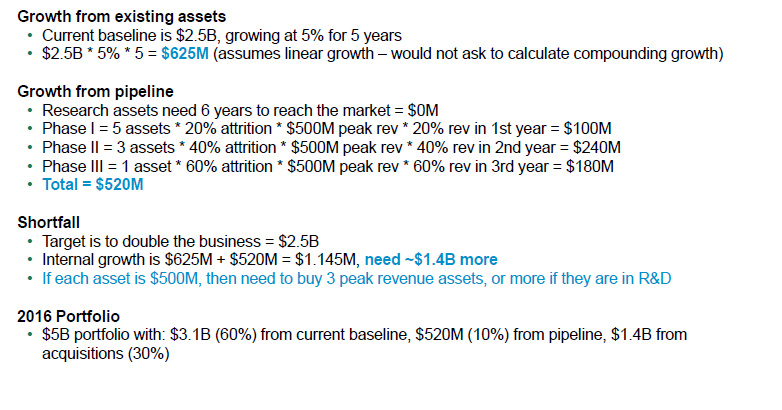 Growth from existing assets
• Current baseline is $2.5B, growing at 5% for 5 years
• $2.5B * 5% * 5 = $625M (assumes linear growth – would not ask to calculate compounding growth)
Growth from pipeline
• Research assets need 6 years to reach the market = $0M
• Phase I = 5 assets * 20% attrition * $500M peak rev * 20% rev in 1st year = $100M
• Phase II = 3 assets * 40% attrition * $500M peak rev * 40% rev in 2nd year = $240M
• Phase III = 1 asset * 60% attrition * $500M peak rev * 60% rev in 3rd year = $180M
• Total = $520M
Shortfall
• Target is to double the business = $2.5B
• Internal growth is $625M + $520M = $1.145M, need ~$1.4B more
• If each asset is $500M, then need to buy 3 peak revenue assets, or more if they are in R&D
2016 Portfolio
• $5B portfolio with: $3.1B (60%) from current baseline, $520M (10%) from pipeline, $1.4B from
acquisitions (30%)